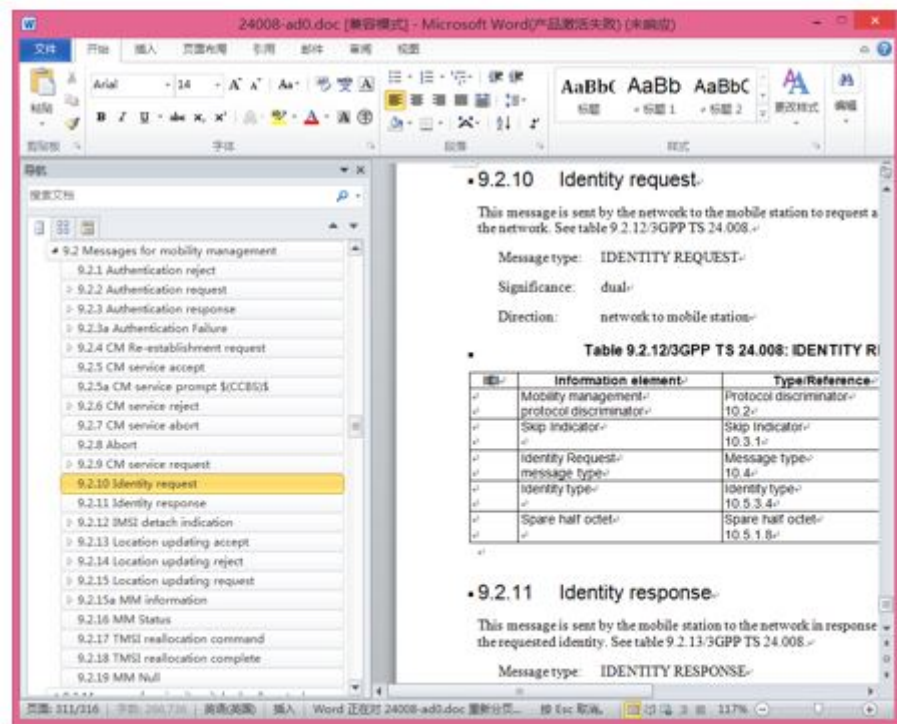 24008-ad0.doc [兼容模式] - Microsoft Word(产品激活失败) (未响应)
文件 开始 插入 页面布局 引用 邮件 审阅 视图
粘贴
Arial 14
B I U abc x₂ x²
AaBbC AaBb AaBbC
标题 标题 1 标题 2
更改样式 编辑
剪贴板 字体 段落 样式
导航
搜索文档
9.2 Messages for mobility management
9.2.1 Authentication reject
9.2.2 Authentication request
9.2.3 Authentication response
9.2.3a Authentication Failure
9.2.4 CM Re-establishment request
9.2.5 CM service accept
9.2.5a CM service prompt $(CCBS)$
9.2.6 CM service reject
9.2.7 CM service abort
9.2.8 Abort
9.2.9 CM service request
9.2.10 Identity request
9.2.11 Identity response
9.2.12 IMSI detach indication
9.2.13 Location updating accept
9.2.14 Location updating reject
9.2.15 Location updating request
9.2.15a MM information
9.2.16 MM Status
9.2.17 TMSI reallocation command
9.2.18 TMSI reallocation complete
9.2.19 MM Null
9.2.10 Identity request
This message is sent by the network to the mobile station to request a
the network. See table 9.2.12/3GPP TS 24.008.
Message type: IDENTITY REQUEST
Significance: dual
Direction: network to mobile station
Table 9.2.12/3GPP TS 24.008: IDENTITY R
IEI Information element Type/Reference
Mobility management Protocol discriminator
protocol discriminator 10.2
Skip Indicator Skip Indicator
10.3.1
Identity Request Message type
message type 10.4
Identity type Identity type
10.5.3.4
Spare half octet Spare half octet
10.5.1.8
9.2.11 Identity response
This message is sent by the mobile station to the network in response
the requested identity. See table 9.2.13/3GPP TS 24.008.
Message type: IDENTITY RESPONSE
页面: 311/316 英语(英国) 插入 Word 正在对 24008-ad0.doc 重新分页... 按 Esc 取消。 117%